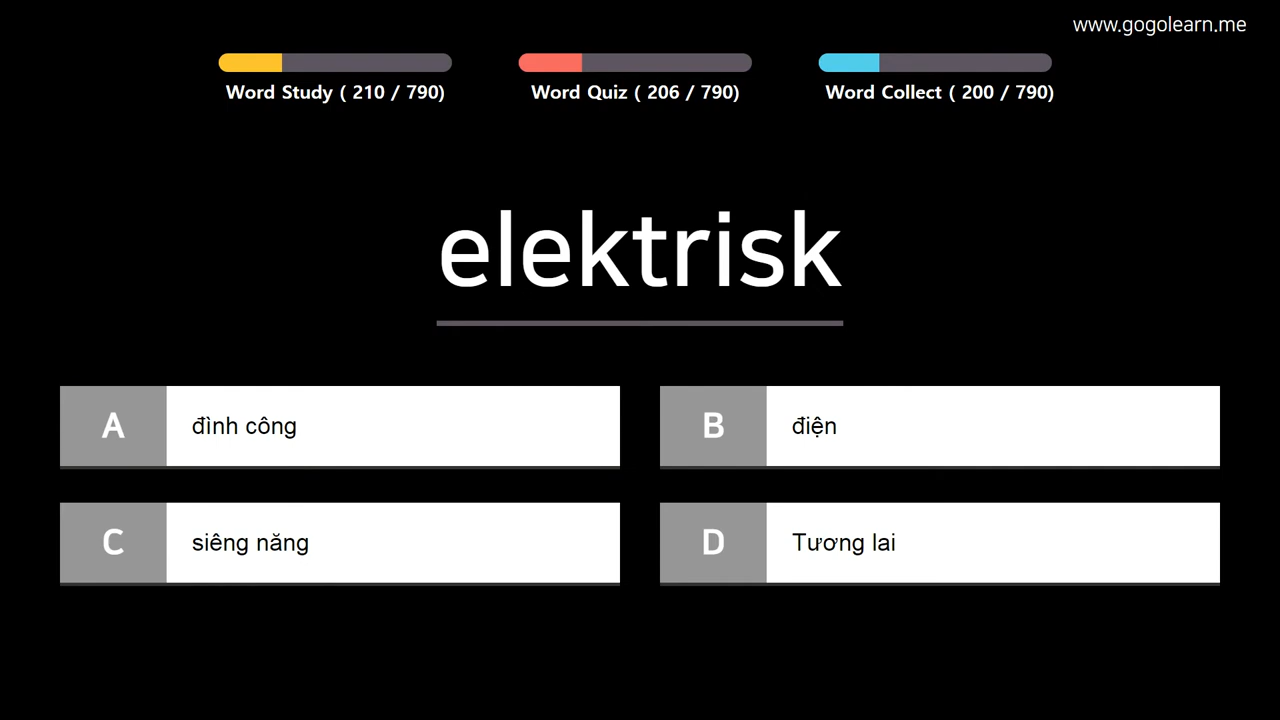 www.gogolearn.me
Word Study ( 210 / 790)
Word Quiz ( 206 / 790)
Word Collect ( 200 / 790)
elektrisk
A đình công
B điện
C siêng năng
D Tương lai